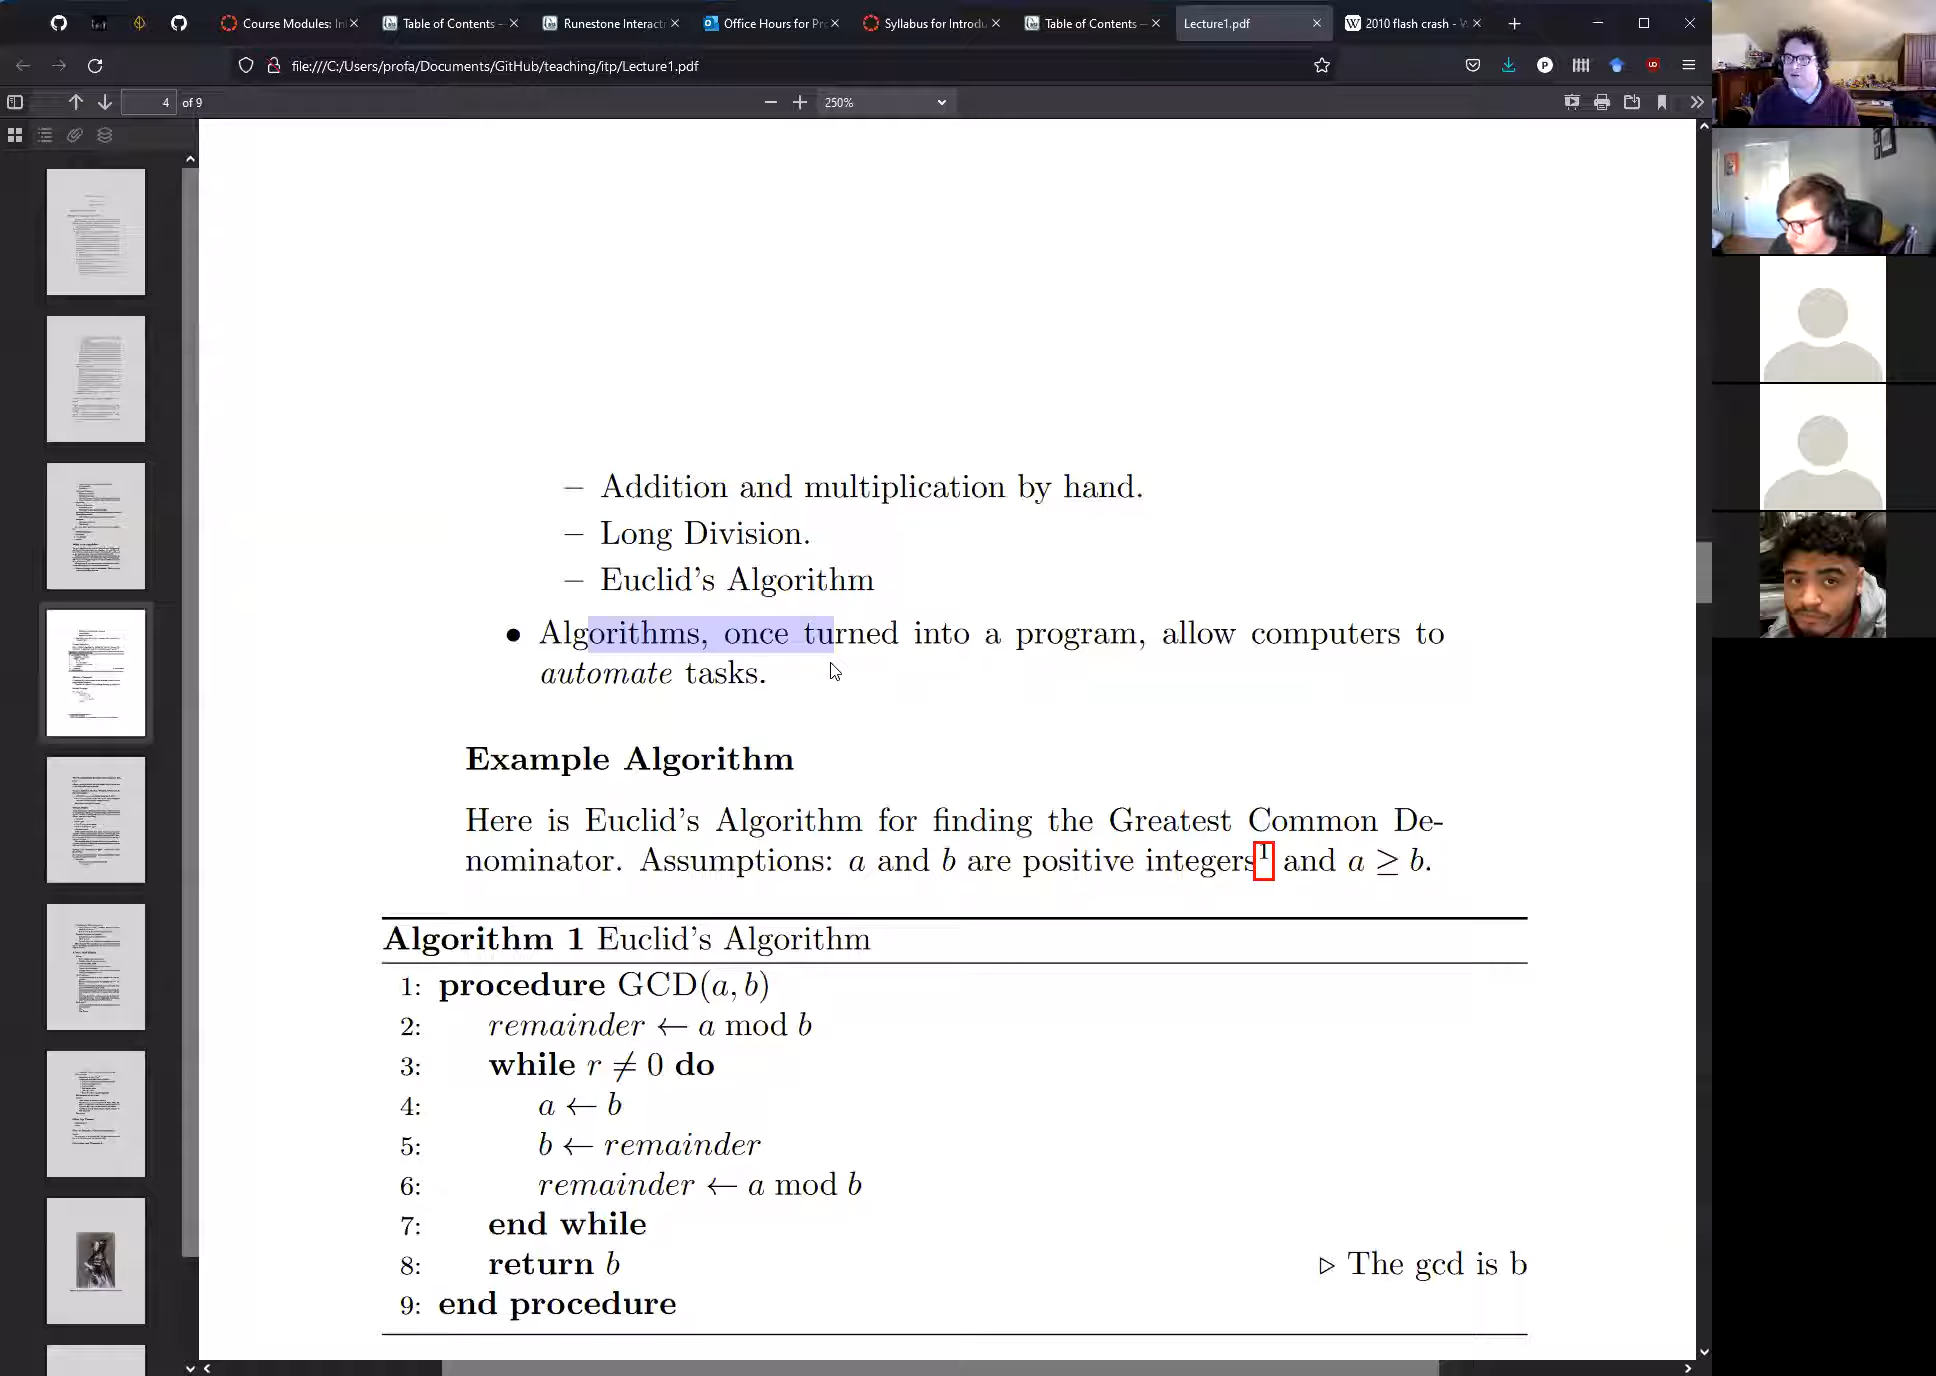 Course Modules: In
Table of Contents –
Runestone Interact
Office Hours for Pr
Syllabus for Introdu
Table of Contents –
Lecture1.pdf
2010 flash crash - W
file:///C:/Users/profa/Documents/GitHub/teaching/itp/Lecture1.pdf
4 of 9
250%
– Addition and multiplication by hand.
– Long Division.
– Euclid's Algorithm
• Algorithms, once turned into a program, allow computers to
automate tasks.
Example Algorithm
Here is Euclid's Algorithm for finding the Greatest Common De-
nominator. Assumptions: a and b are positive integers¹ and a ≥ b.
Algorithm 1 Euclid's Algorithm
1: procedure GCD(a, b)
2: remainder ← a mod b
3: while r ≠ 0 do
4: a ← b
5: b ← remainder
6: remainder ← a mod b
7: end while
8: return b ▷ The gcd is b
9: end procedure